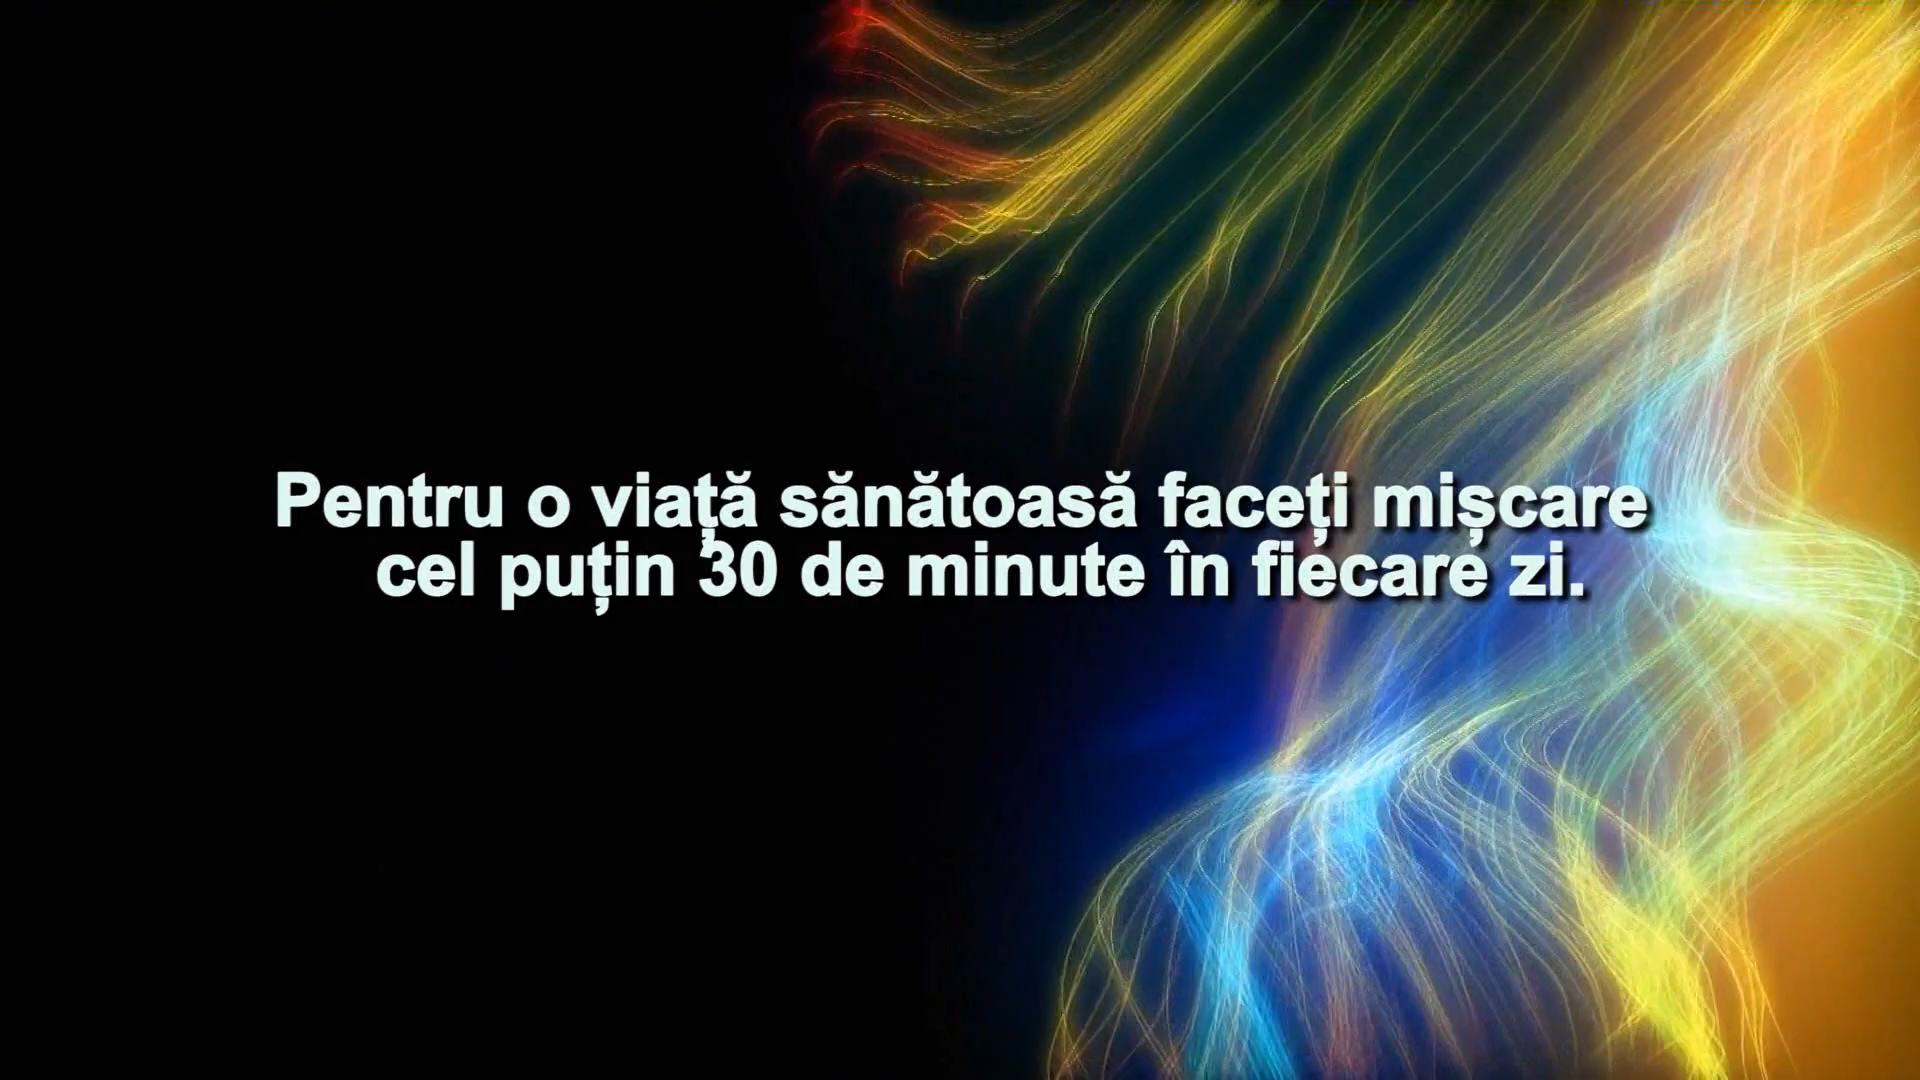 Pentru o viață sănătoasă faceți mișcare
cel puțin 30 de minute în fiecare zi.